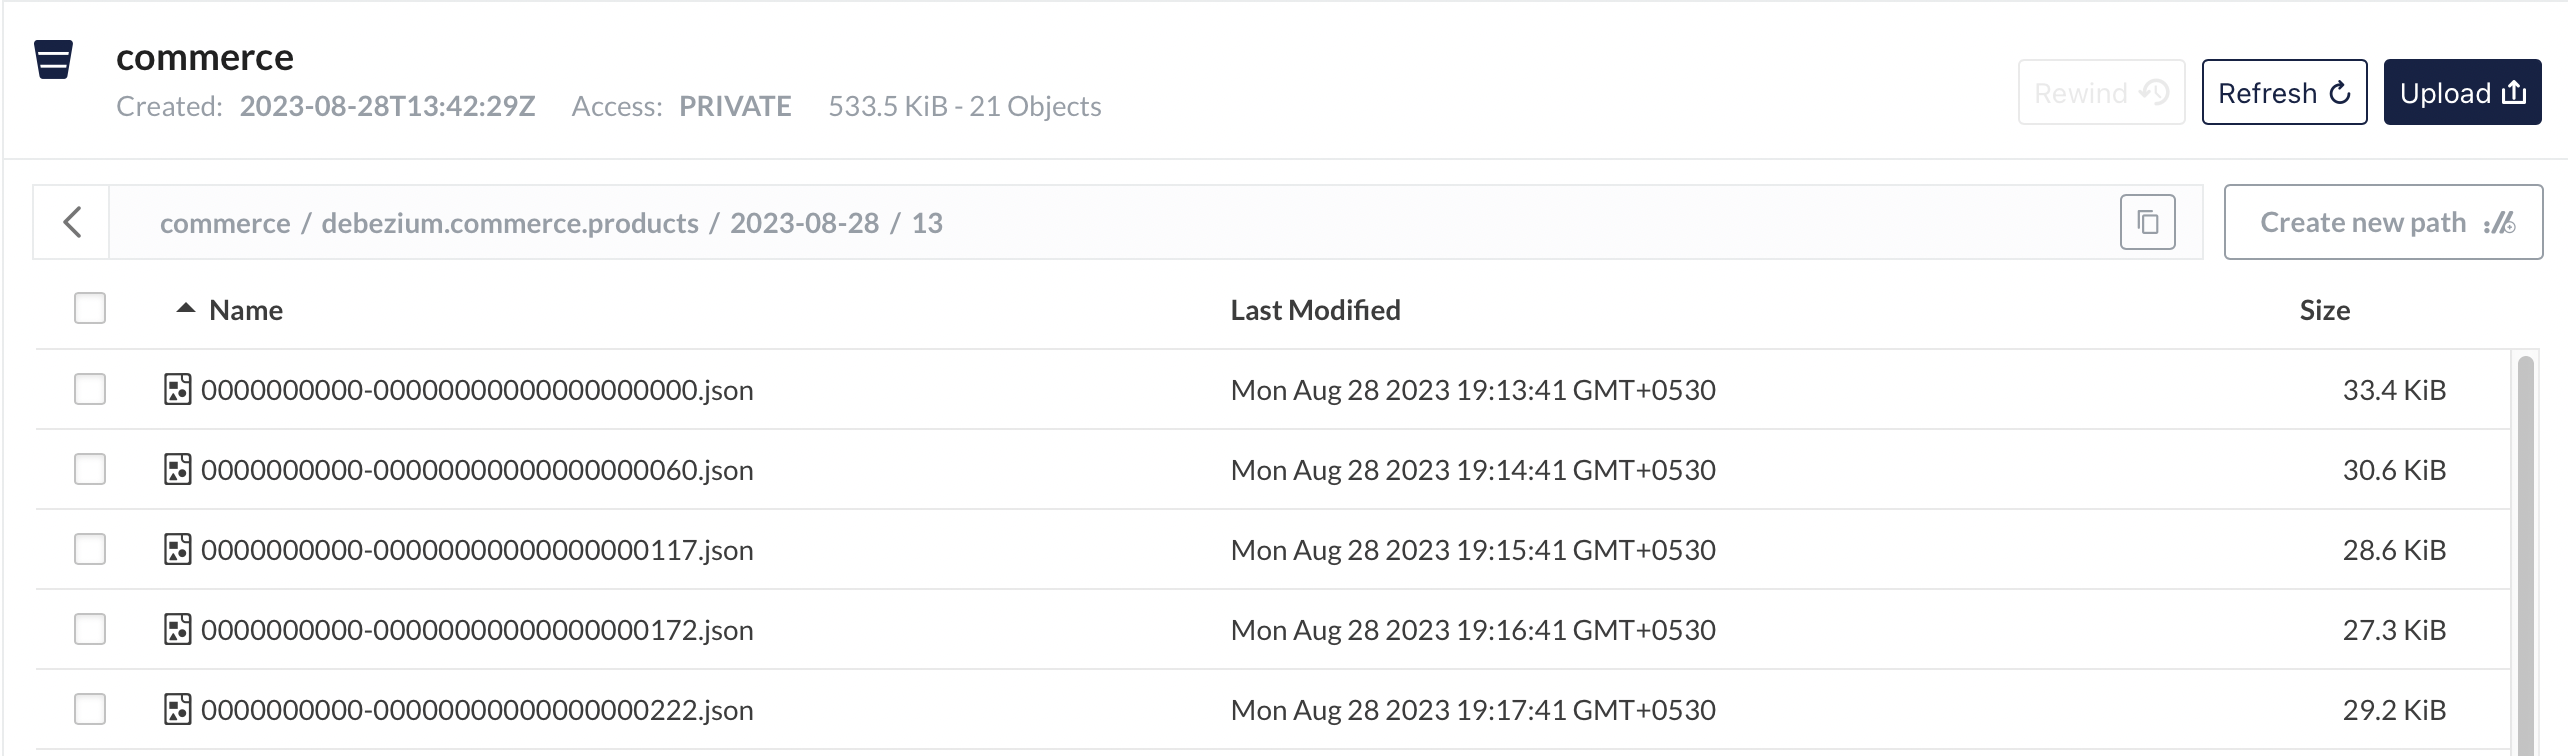 commerce
Created: 2023-08-28T13:42:29Z Access: PRIVATE 533.5 KiB - 21 Objects
Rewind Refresh Upload
commerce / debezium.commerce.products / 2023-08-28 / 13
Create new path
Name Last Modified Size
0000000000-00000000000000000000.json Mon Aug 28 2023 19:13:41 GMT+0530 33.4 KiB
0000000000-00000000000000000060.json Mon Aug 28 2023 19:14:41 GMT+0530 30.6 KiB
0000000000-00000000000000000117.json Mon Aug 28 2023 19:15:41 GMT+0530 28.6 KiB
0000000000-00000000000000000172.json Mon Aug 28 2023 19:16:41 GMT+0530 27.3 KiB
0000000000-00000000000000000222.json Mon Aug 28 2023 19:17:41 GMT+0530 29.2 KiB